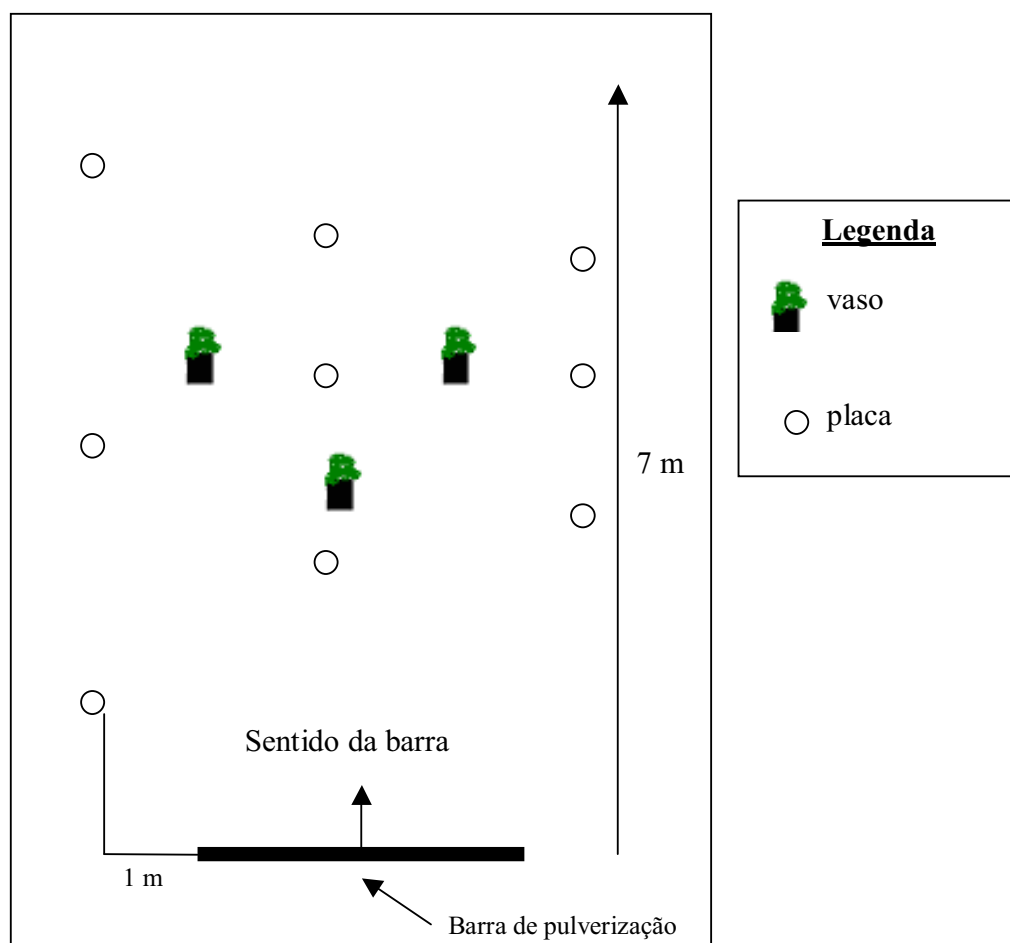 Legenda
vaso
placa
7 m
Sentido da barra
1 m
Barra de pulverização